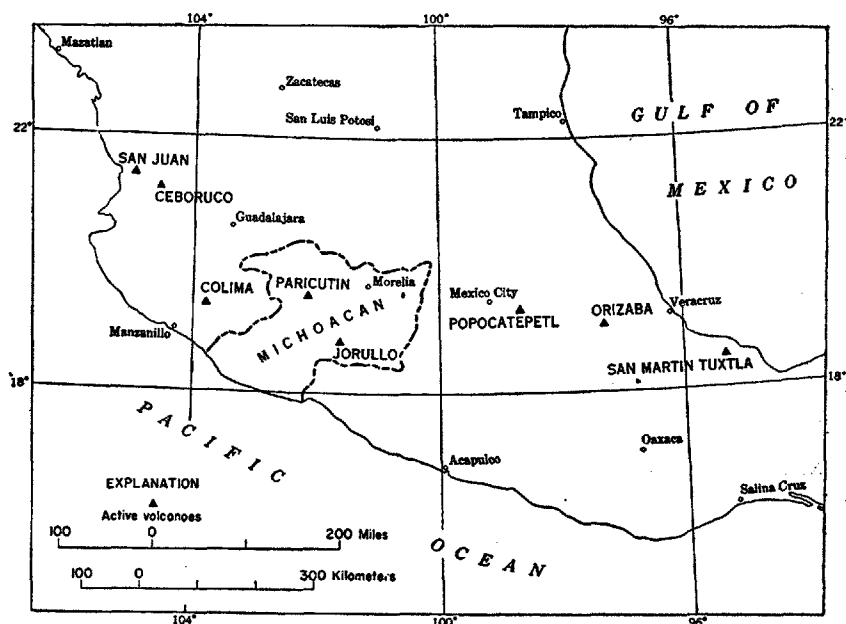 104°
100°
96°
Mazatlan
Zacatecas
San Luis Potosi
Tampico
GULF OF
22°
22°
MEXICO
SAN JUAN
CEBORUCO
Guadalajara
COLIMA
PARICUTIN
Morelia
Mexico City
POPOCATEPETL
ORIZABA
Veracruz
Manzanillo
MICHOACAN
JORULLO
SAN MARTIN TUXTLA
18°
18°
PACIFIC
Acapulco
Oaxaca
Salina Cruz
OCEAN
EXPLANATION
Active volcanoes
100 0 200 Miles
100 0 300 Kilometers
104°
100°
96°